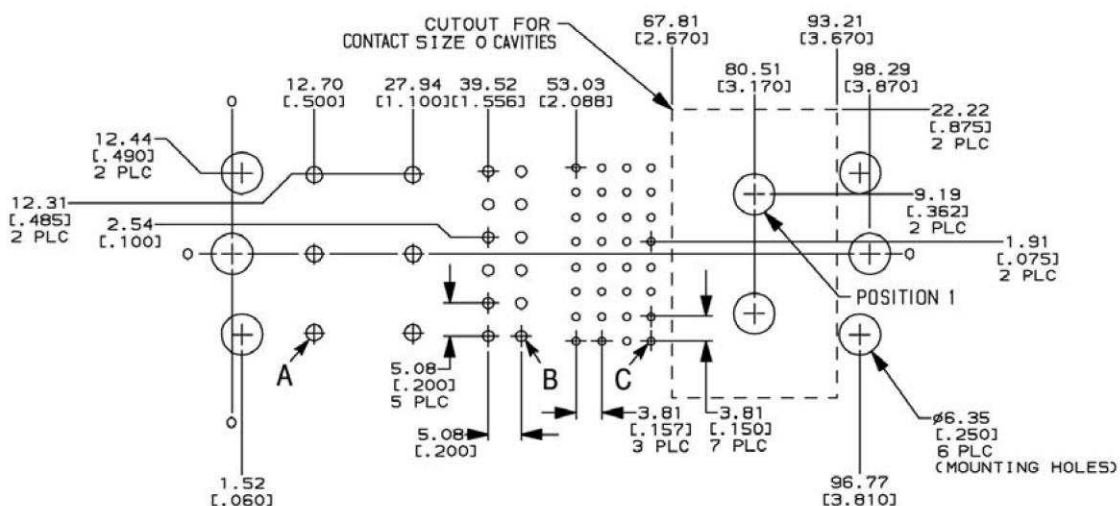 CUTOUT FOR
CONTACT SIZE 0 CAVITIES
67.81
[2.670]
93.21
[3.670]
12.70
[.500]
27.94
[1.100]
39.52
[1.556]
53.03
[2.088]
80.51
[3.170]
98.29
[3.870]
0
22.22
[.875]
2 PLC
12.44
[.490]
2 PLC
12.31
[.485]
2 PLC
2.54
[.100]
9.19
[.362]
2 PLC
0
0
1.91
[.075]
2 PLC
POSITION 1
A
B
C
5.08
[.200]
5 PLC
5.08
[.200]
3.81
[.157]
3 PLC
3.81
[.150]
7 PLC
0
ø6.35
[.250]
6 PLC
(MOUNTING HOLES)
1.52
[.060]
96.77
[3.810]